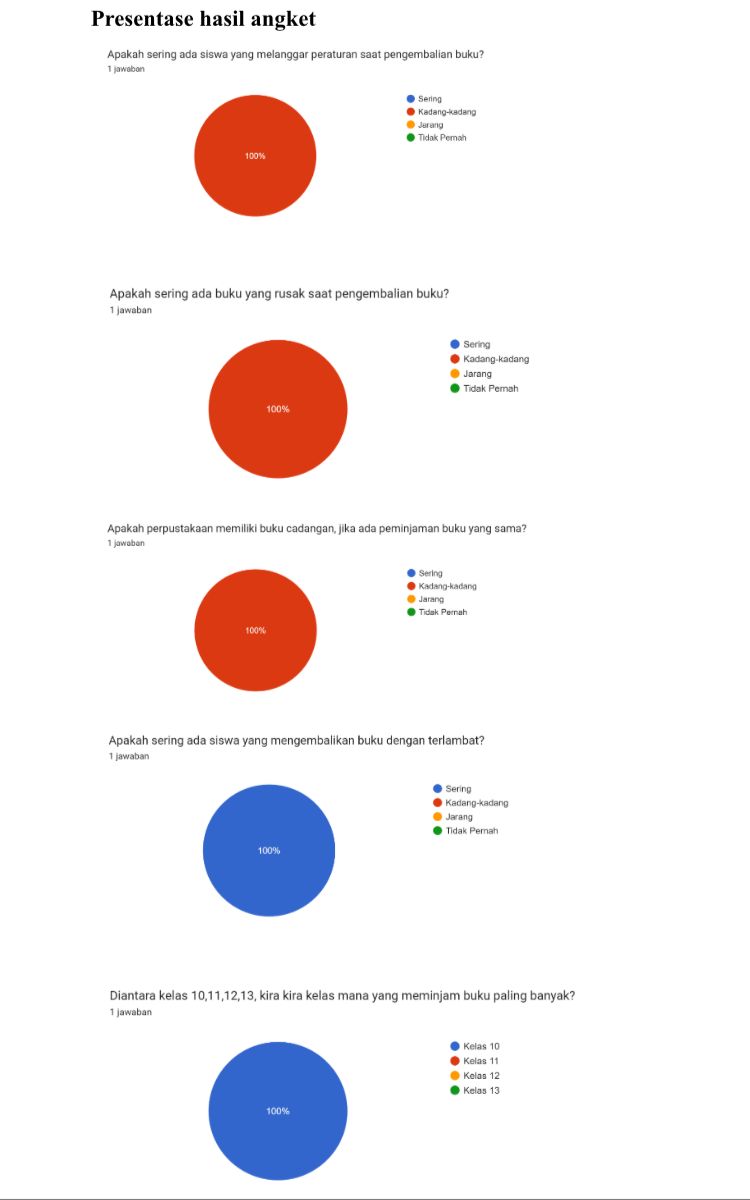 Presentase hasil angket
Apakah sering ada siswa yang melanggar peraturan saat pengembalian buku?
1 jawaban
100%
Sering
Kadang-kadang
Jarang
Tidak Pernah
Apakah sering ada buku yang rusak saat pengembalian buku?
1 jawaban
100%
Sering
Kadang-kadang
Jarang
Tidak Pernah
Apakah perpustakaan memiliki buku cadangan, jika ada peminjaman buku yang sama?
1 jawaban
100%
Sering
Kadang-kadang
Jarang
Tidak Pernah
Apakah sering ada siswa yang mengembalikan buku dengan terlambat?
1 jawaban
100%
Sering
Kadang-kadang
Jarang
Tidak Pernah
Diantara kelas 10,11,12,13, kira kira kelas mana yang meminjam buku paling banyak?
1 jawaban
100%
Kelas 10
Kelas 11
Kelas 12
Kelas 13